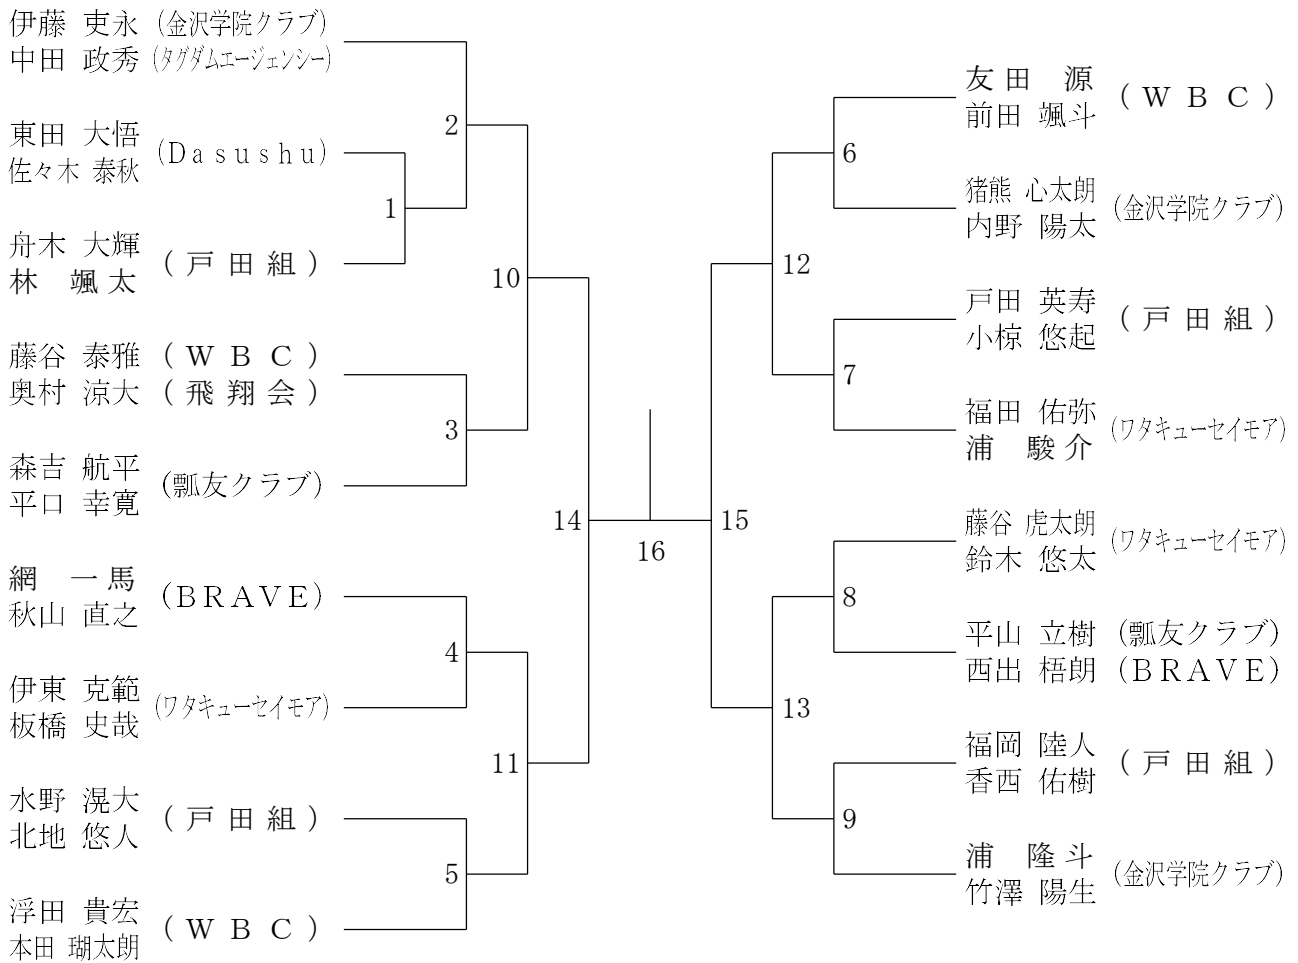 伊藤 吏永 (金沢学院クラブ)
中田 政秀 (タグダムエージェンシー)
東田 大悟
佐々木 泰秋
(Dasushu)
舟木 大輝
林 颯太
(戸田組)
藤谷 泰雅 (WBC)
奥村 涼大 (飛翔会)
森吉 航平
平口 幸寛
(瓢友クラブ)
網 一馬
秋山 直之
(BRAVE)
伊東 克範
板橋 史哉
(ワタキューセイモア)
水野 滉大
北地 悠人
(戸田組)
浮田 貴宏
本田 瑚太朗
(WBC)
2
1
10
3
14
4
11
5
16
15
6
12
7
8
13
9
友田 源
前田 颯斗
(WBC)
猪熊 心太朗
内野 陽太
(金沢学院クラブ)
戸田 英寿
小椋 悠起
(戸田組)
福田 佑弥
浦 駿介
(ワタキューセイモア)
藤谷 虎太朗
鈴木 悠太
(ワタキューセイモア)
平山 立樹 (瓢友クラブ)
西出 梧朗 (BRAVE)
福岡 陸人
香西 佑樹
(戸田組)
浦 隆斗
竹澤 陽生
(金沢学院クラブ)